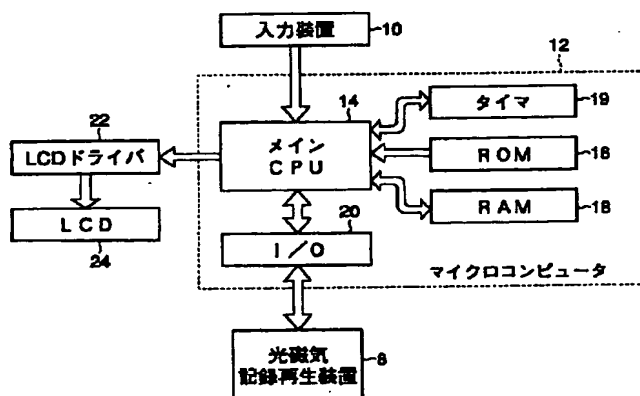 入力装置
10
12
タイマ
19
14
メイン
CPU
22
LCDドライバ
ROM
16
LCD
24
RAM
18
20
I/O
マイクロコンピュータ
光磁気
記録再生装置
8